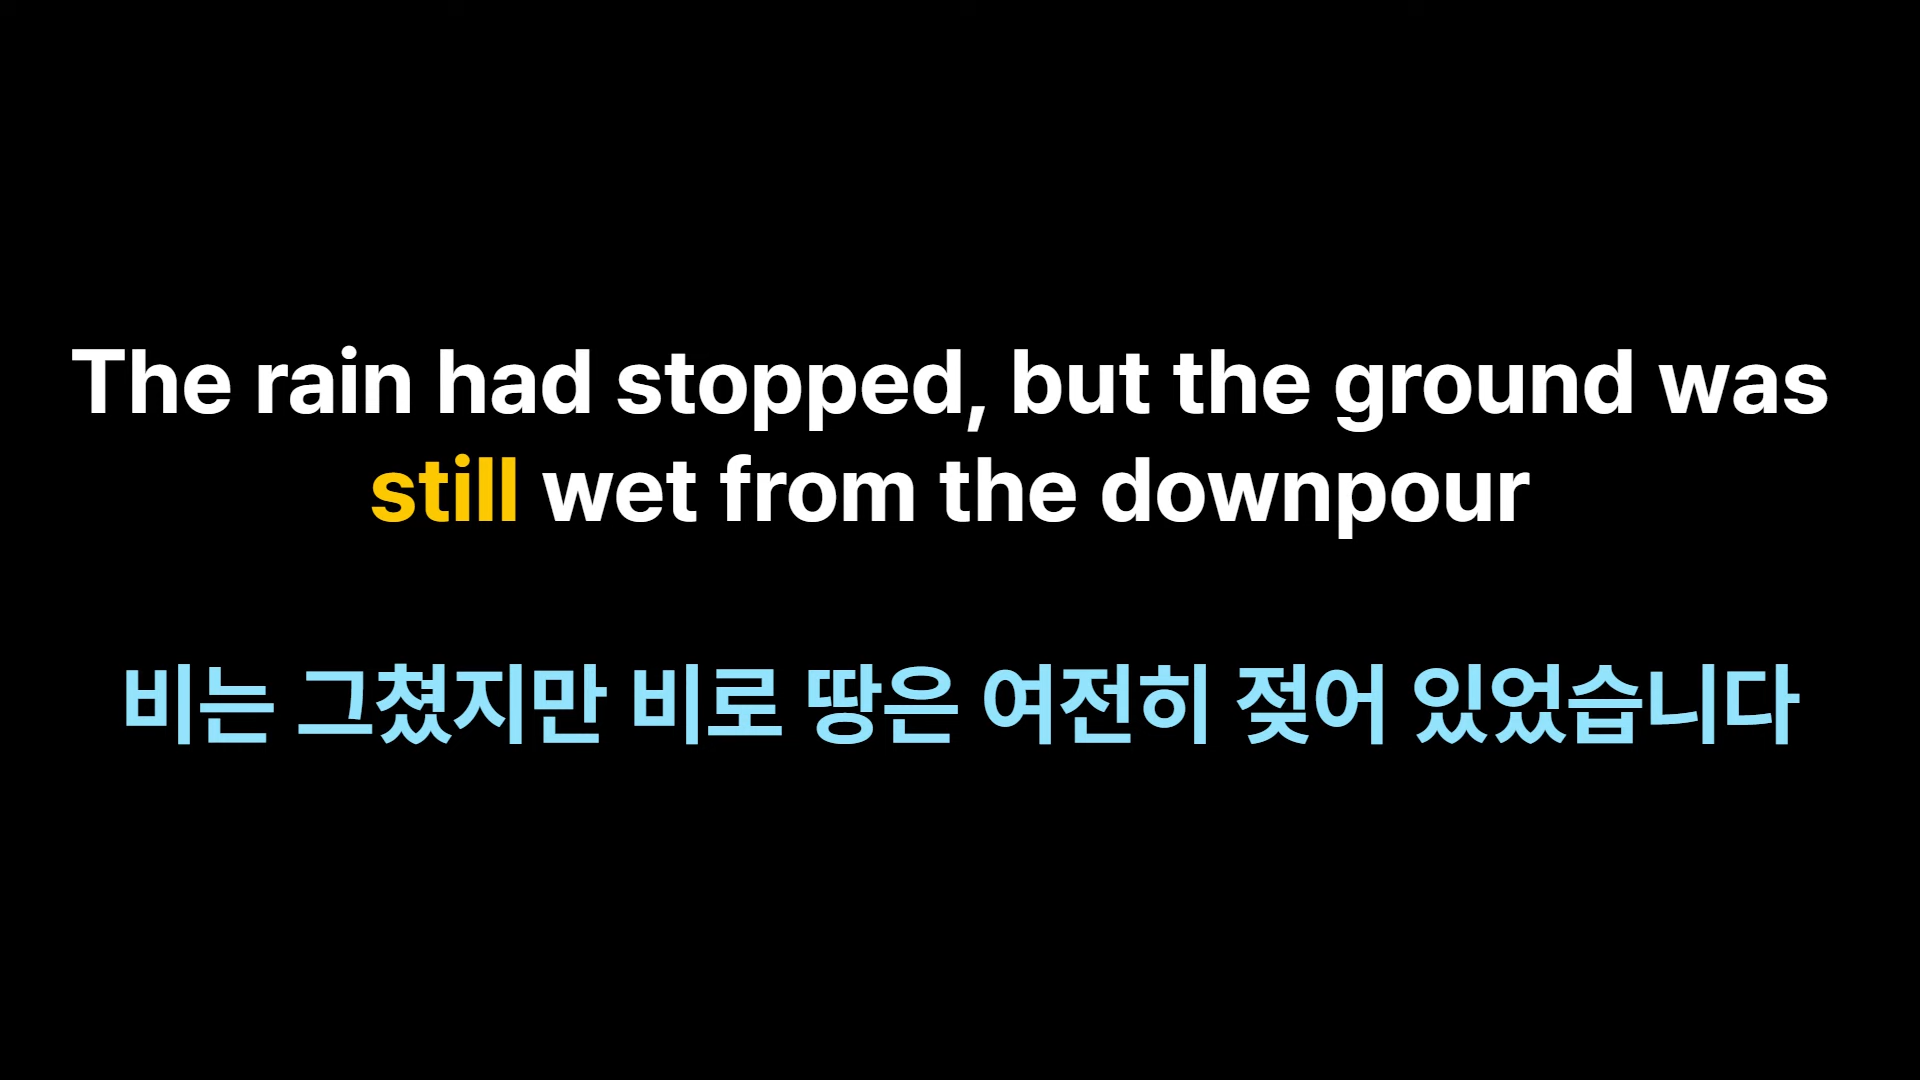 The rain had stopped, but the ground was
still wet from the downpour
비는 그쳤지만 비로 땅은 여전히 젖어 있었습니다